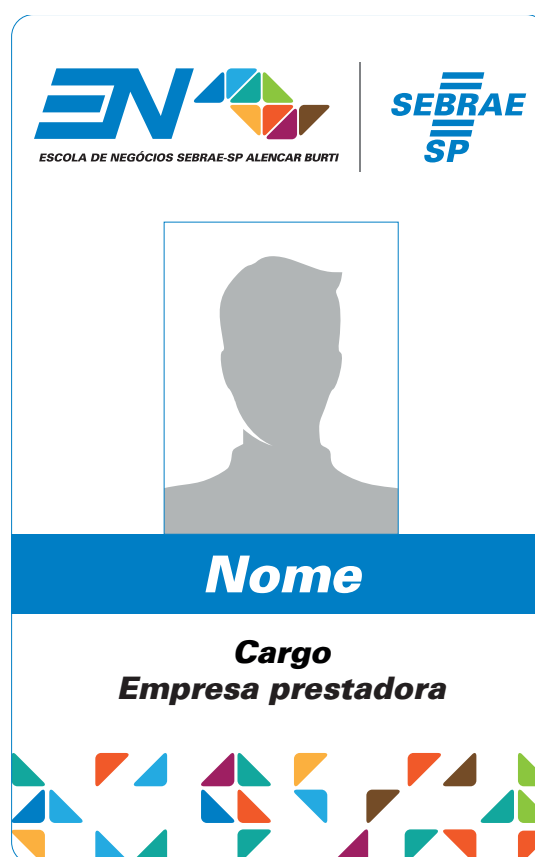 EN
ESCOLA DE NEGÓCIOS SEBRAE-SP ALENCAR BURTI
SEBRAE
SP
Nome
Cargo
Empresa prestadora